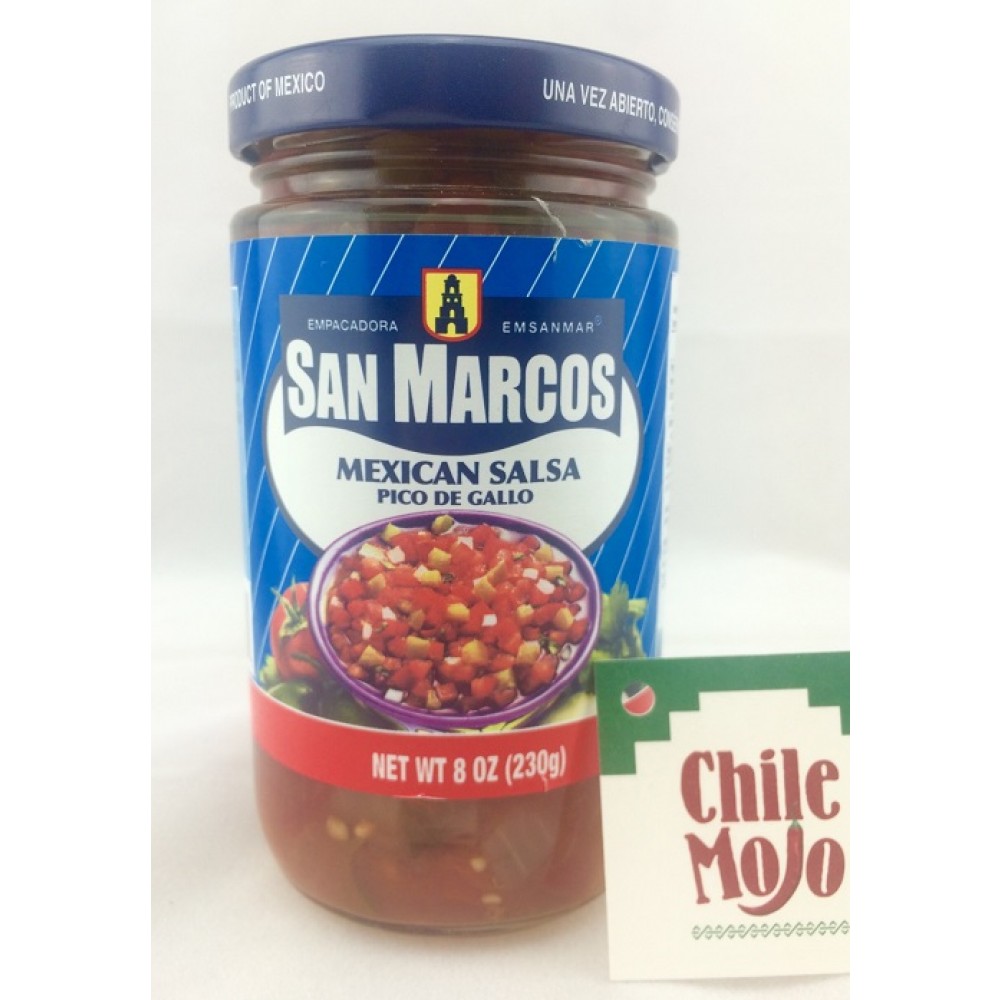 PRODUCT OF MEXICO
UNA VEZ ABIERTO,
EMPACADORA EMSANMAR
SAN MARCOS
MEXICAN SALSA
PICO DE GALLO
NET WT 8 OZ (230g)
Chile
Mojo